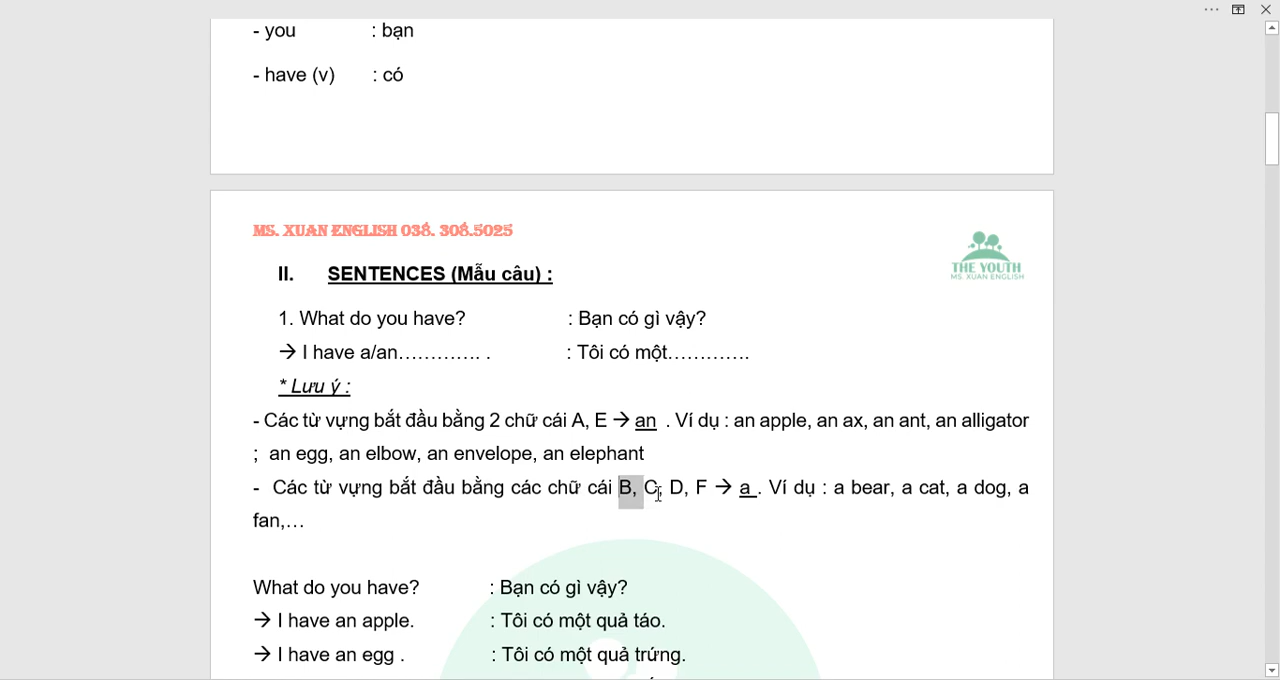 - you : bạn
- have (v) : có
MS. XUAN ENGLISH 038. 308.5025
THE YOUTH
MS. XUAN ENGLISH
II. SENTENCES (Mẫu câu) :
1. What do you have? : Bạn có gì vậy?
→ I have a/an…………. . : Tôi có một………….
* Lưu ý :
- Các từ vựng bắt đầu bằng 2 chữ cái A, E → an . Ví dụ : an apple, an ax, an ant, an alligator
; an egg, an elbow, an envelope, an elephant
- Các từ vựng bắt đầu bằng các chữ cái B, C, D, F → a . Ví dụ : a bear, a cat, a dog, a
fan,…
What do you have? : Bạn có gì vậy?
→ I have an apple. : Tôi có một quả táo.
→ I have an egg . : Tôi có một quả trứng.